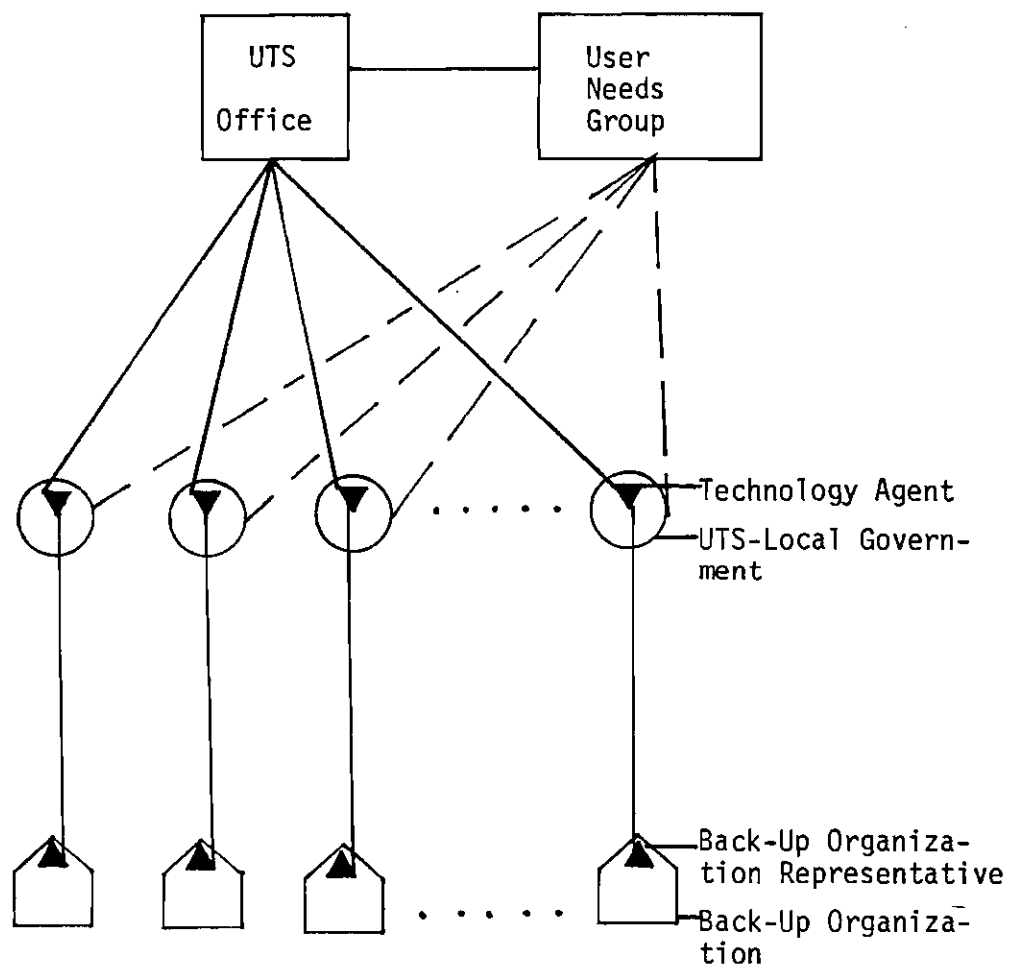 UTS
Office
User
Needs
Group
Technology Agent
UTS-Local Govern-
ment
Back-Up Organiza-
tion Representative
Back-Up Organiza-
tion